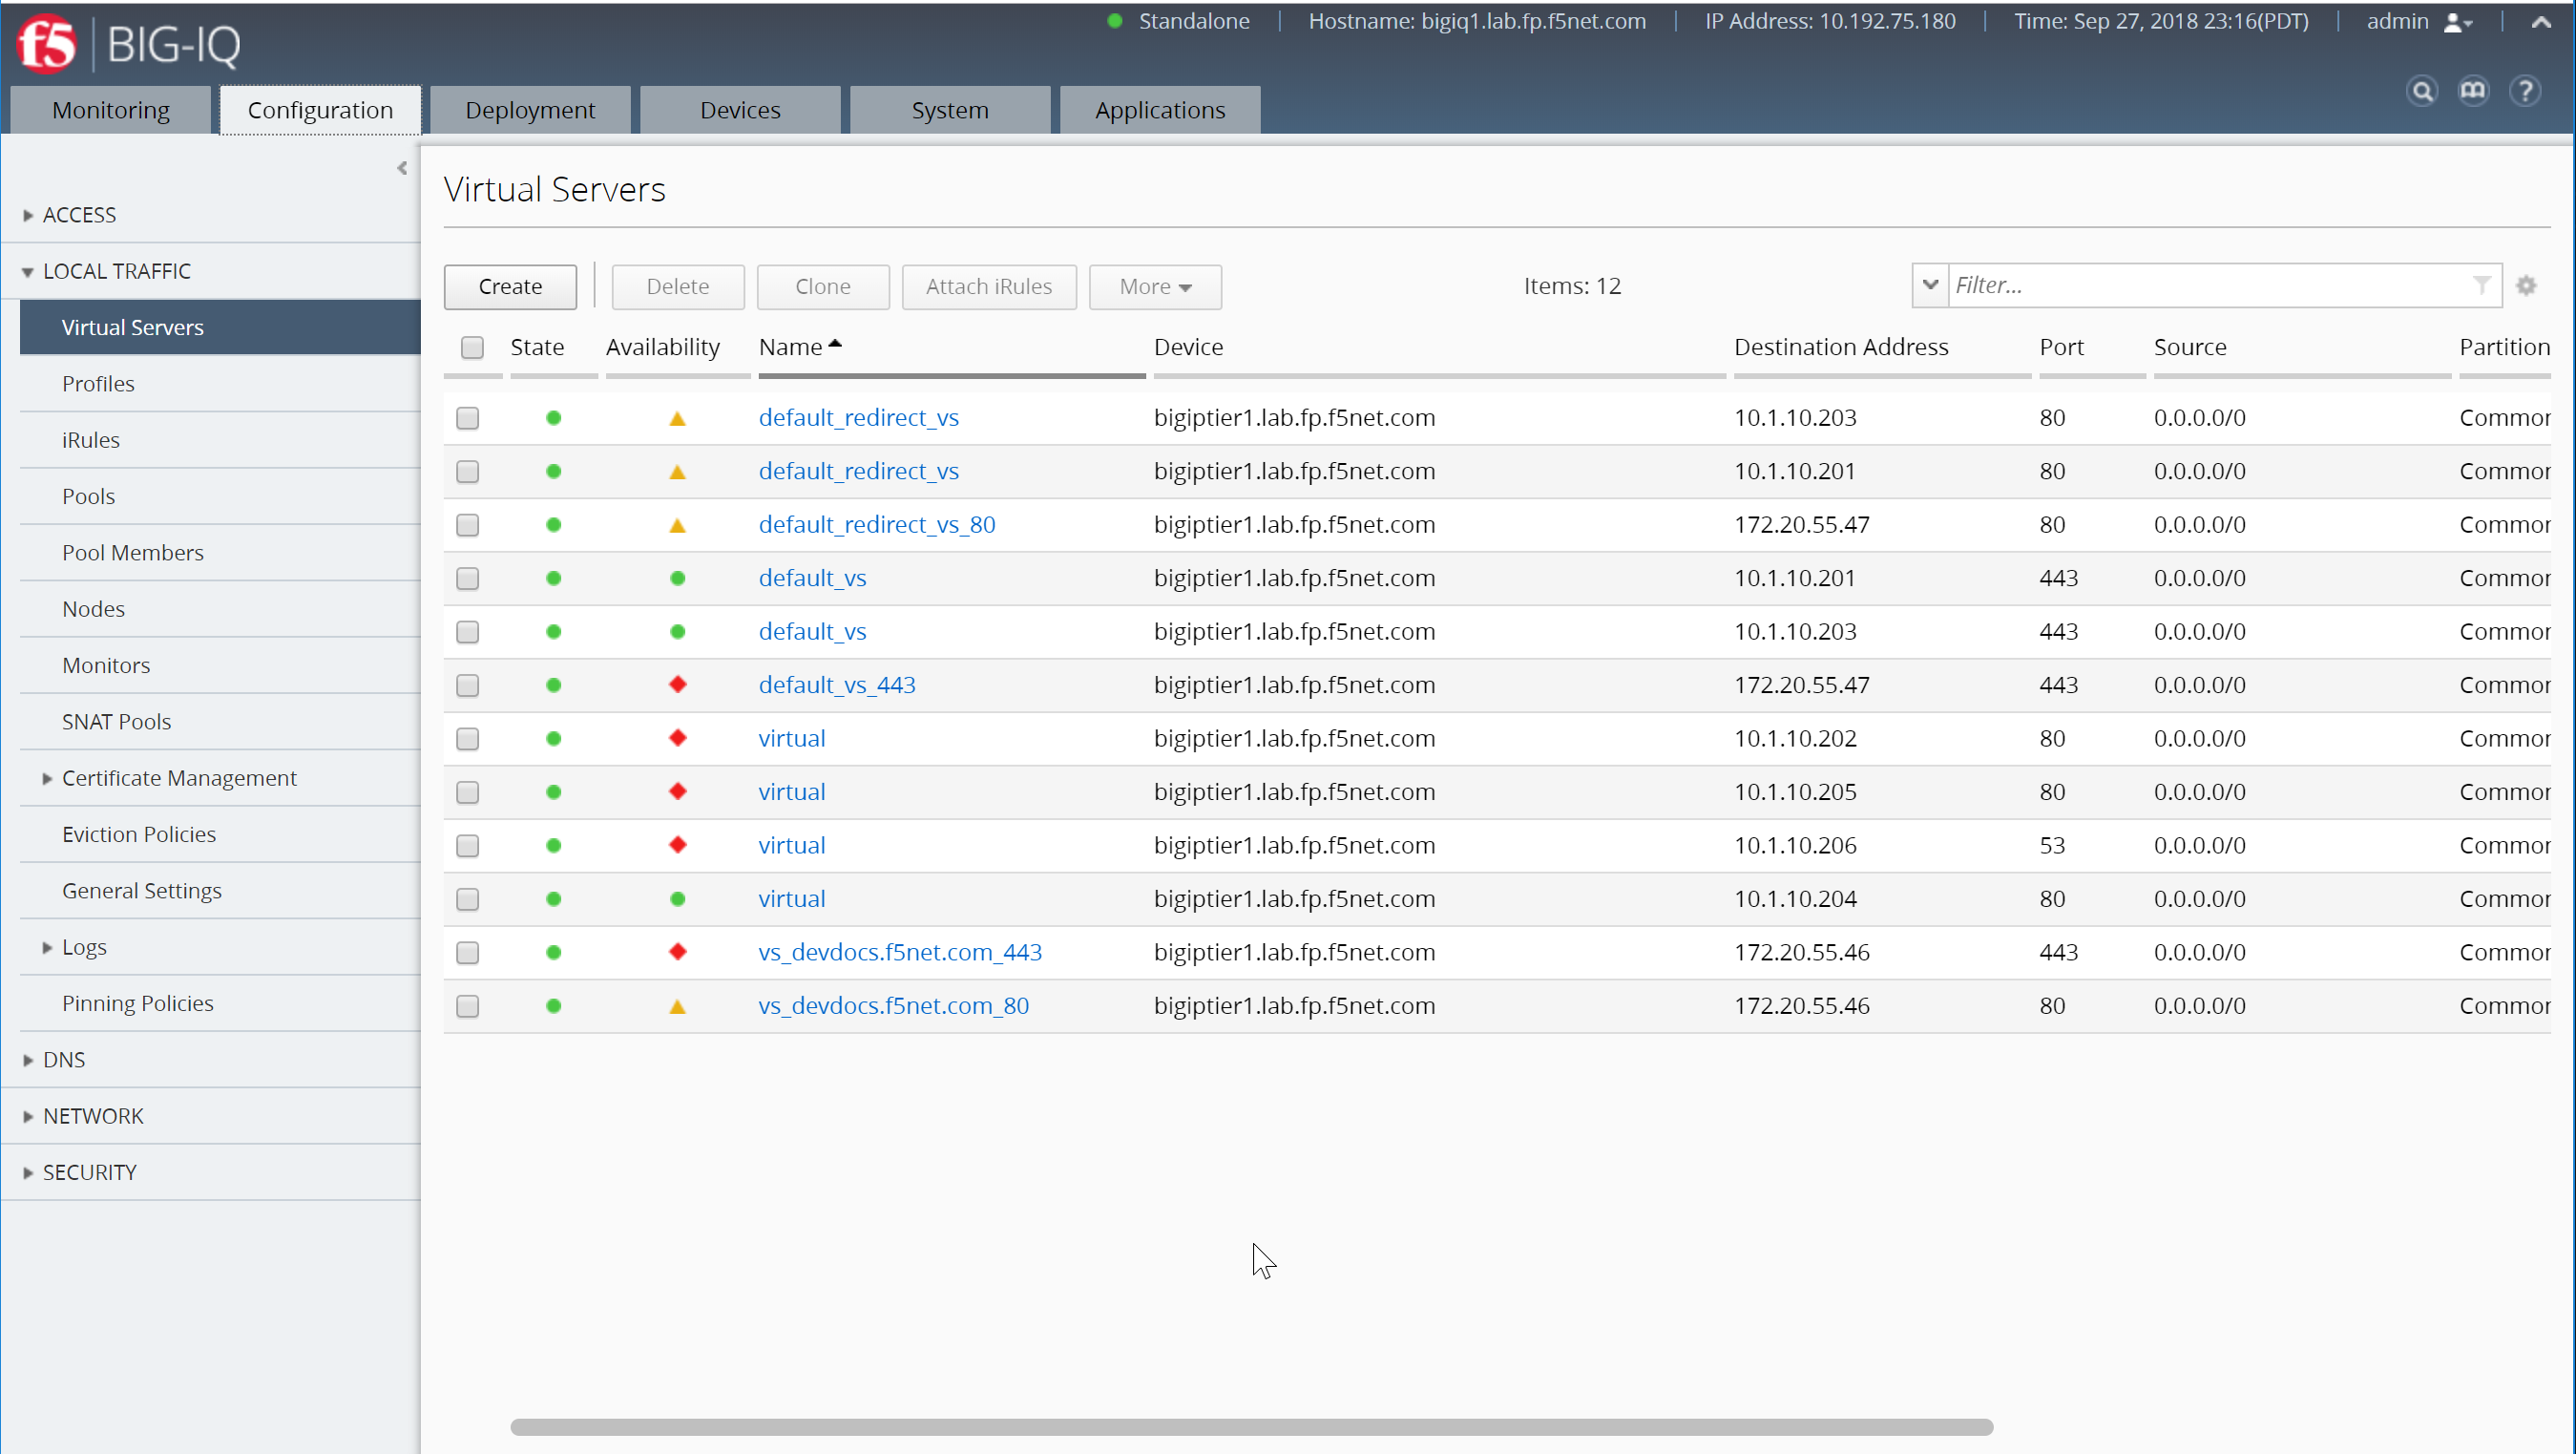 f5 BIG-IQ
Standalone Hostname: bigiq1.lab.fp.f5net.com IP Address: 10.192.75.180 Time: Sep 27, 2018 23:16(PDT) admin
Monitoring Configuration Deployment Devices System Applications
ACCESS
LOCAL TRAFFIC
Virtual Servers
Profiles
iRules
Pools
Pool Members
Nodes
Monitors
SNAT Pools
Certificate Management
Eviction Policies
General Settings
Logs
Pinning Policies
DNS
NETWORK
SECURITY
Virtual Servers
Create Delete Clone Attach iRules More Items: 12 Filter...
State Availability Name Device Destination Address Port Source Partition
default_redirect_vs bigiptier1.lab.fp.f5net.com 10.1.10.203 80 0.0.0.0/0 Common
default_redirect_vs bigiptier1.lab.fp.f5net.com 10.1.10.201 80 0.0.0.0/0 Common
default_redirect_vs_80 bigiptier1.lab.fp.f5net.com 172.20.55.47 80 0.0.0.0/0 Common
default_vs bigiptier1.lab.fp.f5net.com 10.1.10.201 443 0.0.0.0/0 Common
default_vs bigiptier1.lab.fp.f5net.com 10.1.10.203 443 0.0.0.0/0 Common
default_vs_443 bigiptier1.lab.fp.f5net.com 172.20.55.47 443 0.0.0.0/0 Common
virtual bigiptier1.lab.fp.f5net.com 10.1.10.202 80 0.0.0.0/0 Common
virtual bigiptier1.lab.fp.f5net.com 10.1.10.205 80 0.0.0.0/0 Common
virtual bigiptier1.lab.fp.f5net.com 10.1.10.206 53 0.0.0.0/0 Common
virtual bigiptier1.lab.fp.f5net.com 10.1.10.204 80 0.0.0.0/0 Common
vs_devdocs.f5net.com_443 bigiptier1.lab.fp.f5net.com 172.20.55.46 443 0.0.0.0/0 Common
vs_devdocs.f5net.com_80 bigiptier1.lab.fp.f5net.com 172.20.55.46 80 0.0.0.0/0 Common